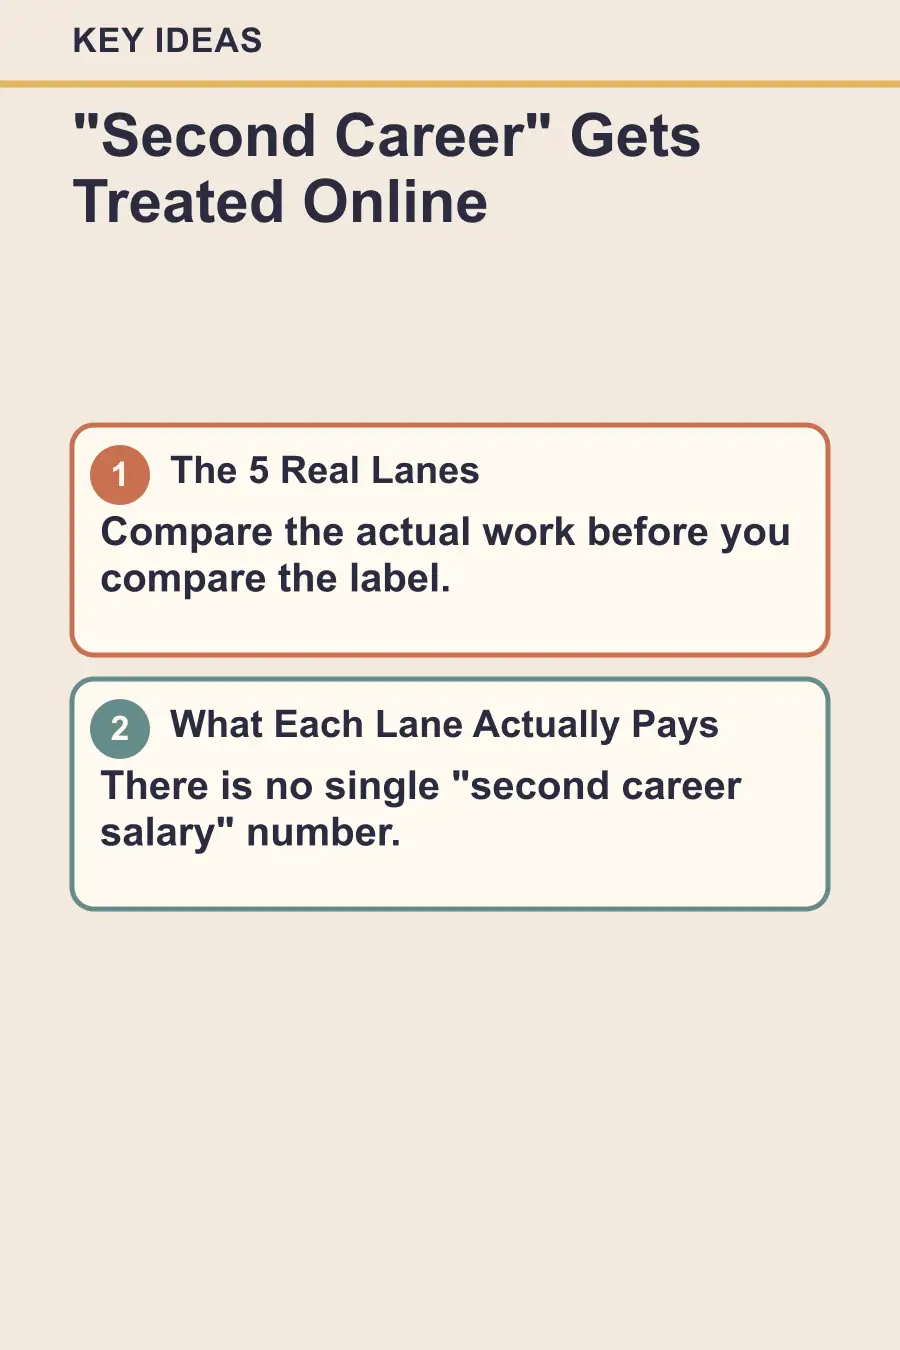 KEY IDEAS
"Second Career" Gets
Treated Online
1 The 5 Real Lanes
Compare the actual work before you
compare the label.
2 What Each Lane Actually Pays
There is no single "second career
salary" number.